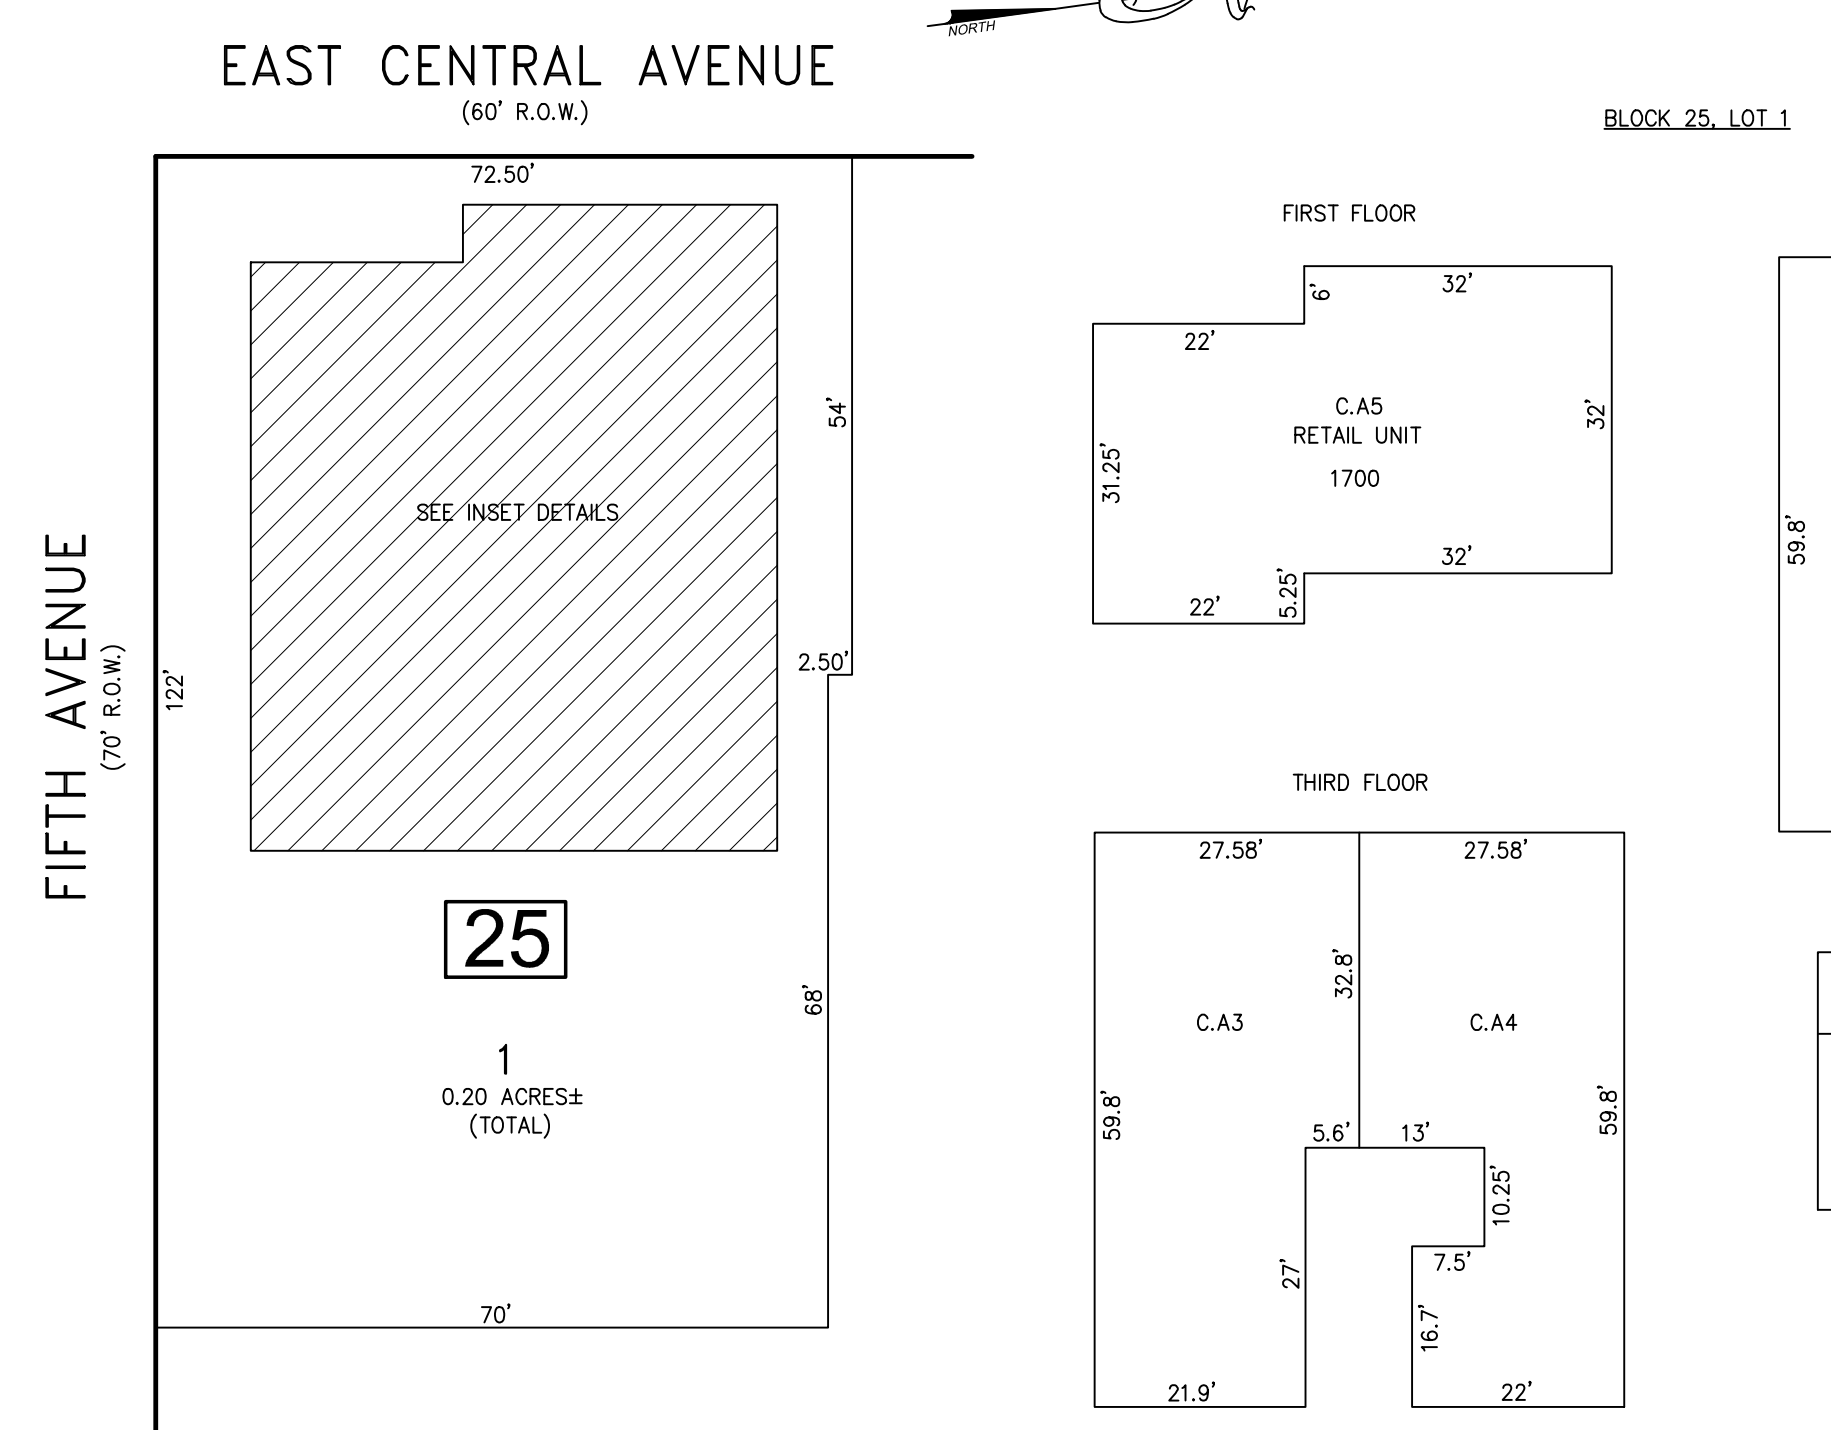 NORTH
EAST CENTRAL AVENUE
(60' R.O.W.)
BLOCK 25, LOT 1
72.50'
54'
2.50'
SEE INSET DETAILS
FIFTH AVENUE
(70' R.O.W.)
122'
25
68'
1
0.20 ACRES±
(TOTAL)
70'
FIRST FLOOR
6'
32'
22'
C.A5
RETAIL UNIT
1700
32'
31.25'
32'
5.25'
22'
59.8'
THIRD FLOOR
27.58'
27.58'
32.8'
C.A3
C.A4
59.8'
59.8'
5.6'
13'
10.25'
7.5'
27'
16.7'
21.9'
22'